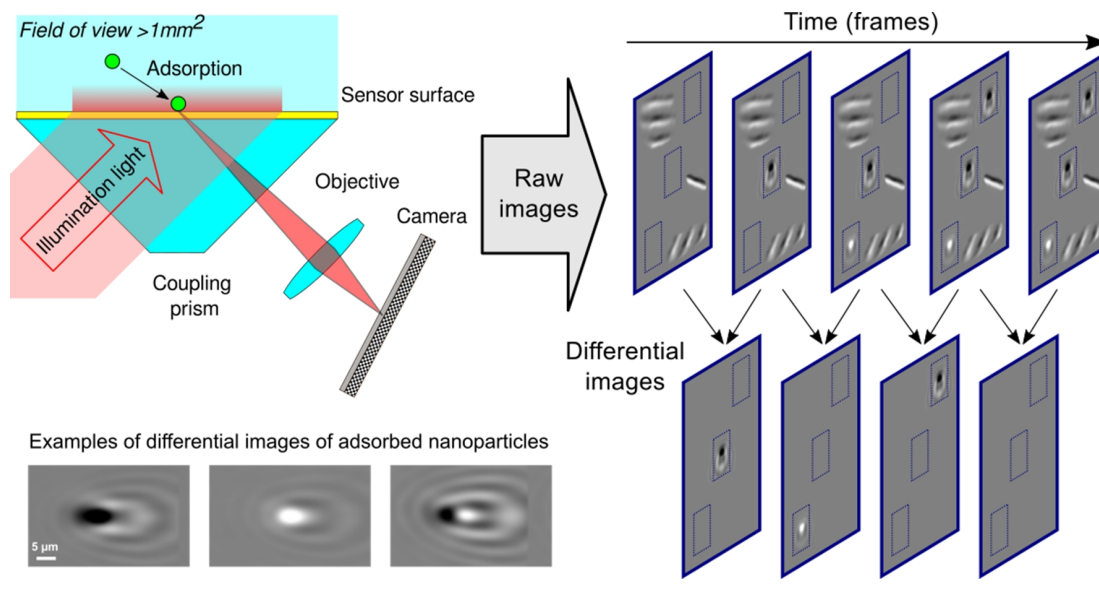 Field of view >1mm2
Adsorption
Sensor surface
Illumination light
Objective
Camera
Coupling
prism
Raw
images
Time (frames)
Differential
images
Examples of differential images of adsorbed nanoparticles
5 μm